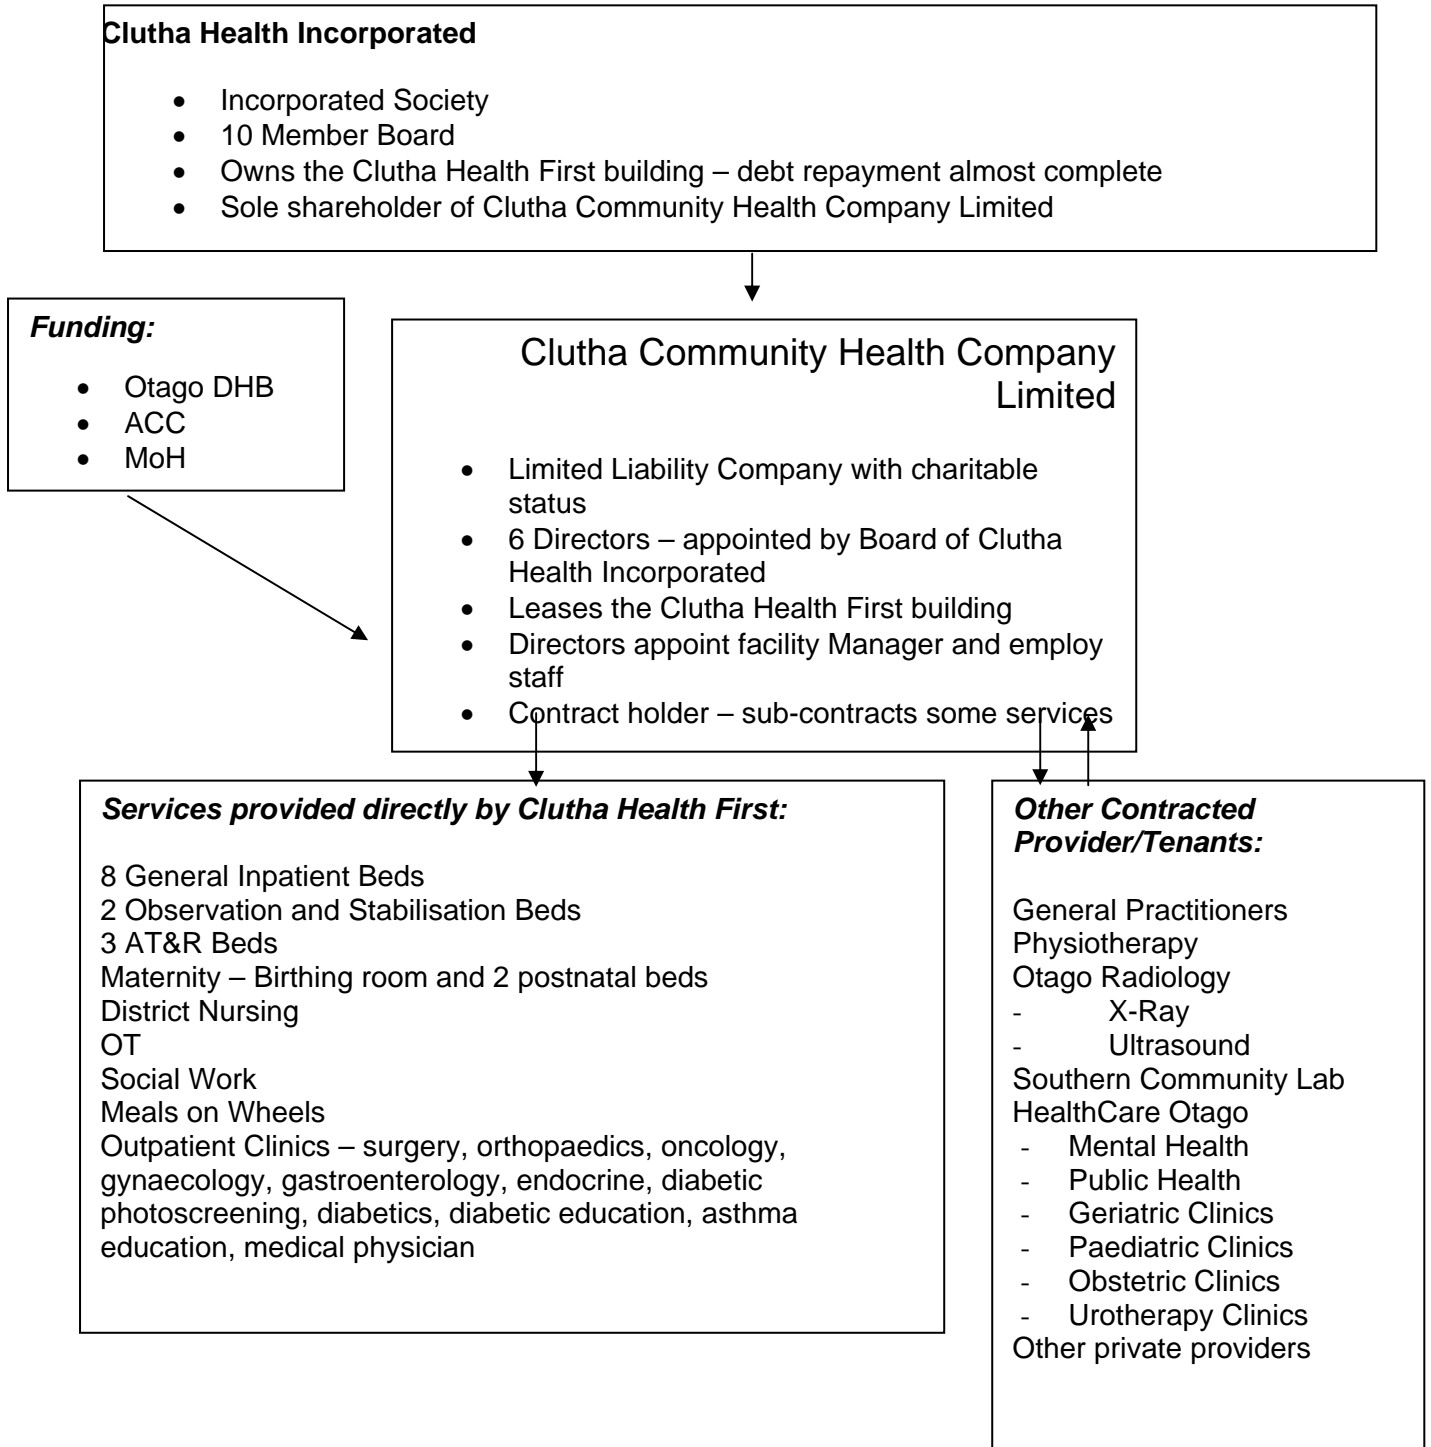 Clutha Health Incorporated
• Incorporated Society
• 10 Member Board
• Owns the Clutha Health First building – debt repayment almost complete
• Sole shareholder of Clutha Community Health Company Limited
Funding:
• Otago DHB
• ACC
• MoH
Clutha Community Health Company
Limited
• Limited Liability Company with charitable
status
• 6 Directors – appointed by Board of Clutha
Health Incorporated
• Leases the Clutha Health First building
• Directors appoint facility Manager and employ
staff
• Contract holder – sub-contracts some services
Services provided directly by Clutha Health First:
8 General Inpatient Beds
2 Observation and Stabilisation Beds
3 AT&R Beds
Maternity – Birthing room and 2 postnatal beds
District Nursing
OT
Social Work
Meals on Wheels
Outpatient Clinics – surgery, orthopaedics, oncology,
gynaecology, gastroenterology, endocrine, diabetic
photoscreening, diabetics, diabetic education, asthma
education, medical physician
Other Contracted
Provider/Tenants:
General Practitioners
Physiotherapy
Otago Radiology
- X-Ray
- Ultrasound
Southern Community Lab
HealthCare Otago
- Mental Health
- Public Health
- Geriatric Clinics
- Paediatric Clinics
- Obstetric Clinics
- Urotherapy Clinics
Other private providers